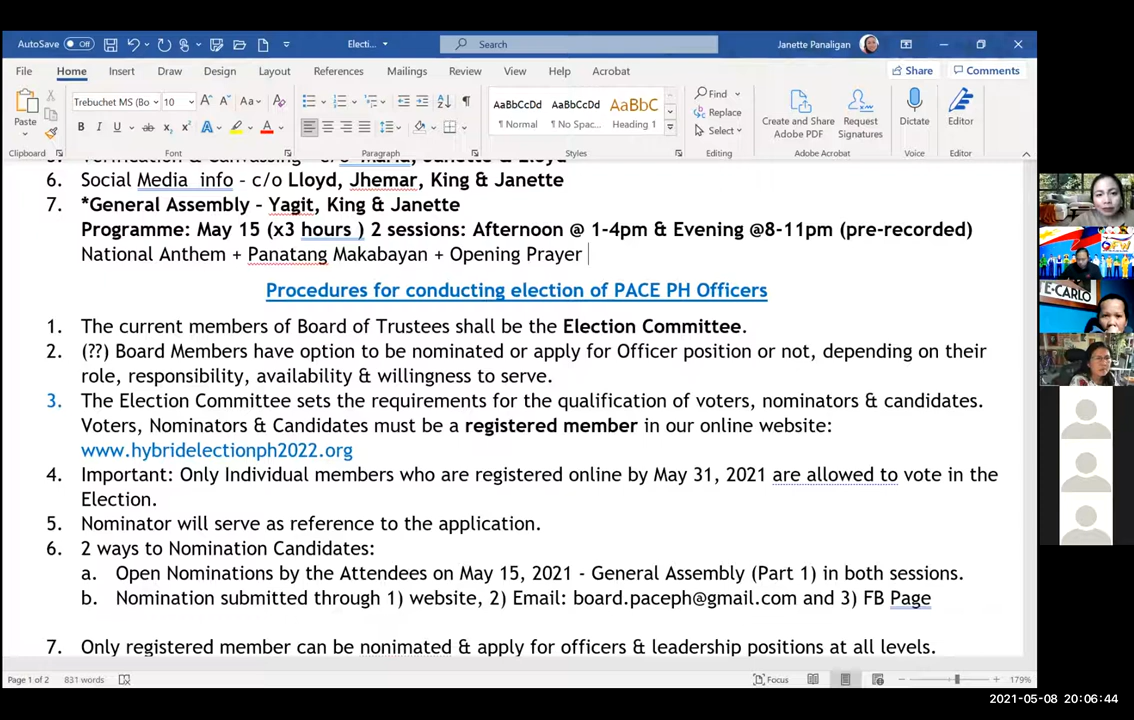 AutoSave Off
Electi...
Search
Janette Panaligan
File Home Insert Draw Design Layout References Mailings Review View Help Acrobat
Share Comments
Trebuchet MS (Bo 10
Find
Paste
AaBbCcDd AaBbCcDd AaBbC
Replace
Create and Share Adobe PDF
Request Signatures
Dictate Editor
¶ Normal ¶ No Spac... Heading 1
Select
Clipboard Font Paragraph Styles Editing Adobe Acrobat Voice Editor
6. Social Media info - c/o Lloyd, Jhemar, King & Janette
7. *General Assembly – Yagit, King & Janette
Programme: May 15 (x3 hours ) 2 sessions: Afternoon @ 1-4pm & Evening @8-11pm (pre-recorded)
National Anthem + Panatang Makabayan + Opening Prayer
Procedures for conducting election of PACE PH Officers
1. The current members of Board of Trustees shall be the Election Committee.
2. (??) Board Members have option to be nominated or apply for Officer position or not, depending on their
role, responsibility, availability & willingness to serve.
3. The Election Committee sets the requirements for the qualification of voters, nominators & candidates.
Voters, Nominators & Candidates must be a registered member in our online website:
www.hybridelectionph2022.org
4. Important: Only Individual members who are registered online by May 31, 2021 are allowed to vote in the
Election.
5. Nominator will serve as reference to the application.
6. 2 ways to Nomination Candidates:
a. Open Nominations by the Attendees on May 15, 2021 - General Assembly (Part 1) in both sessions.
b. Nomination submitted through 1) website, 2) Email: board.paceph@gmail.com and 3) FB Page
7. Only registered member can be nonimated & apply for officers & leadership positions at all levels.
Page 1 of 2 831 words
Focus
179%
E-CARLO
2021-05-08 20:06:44